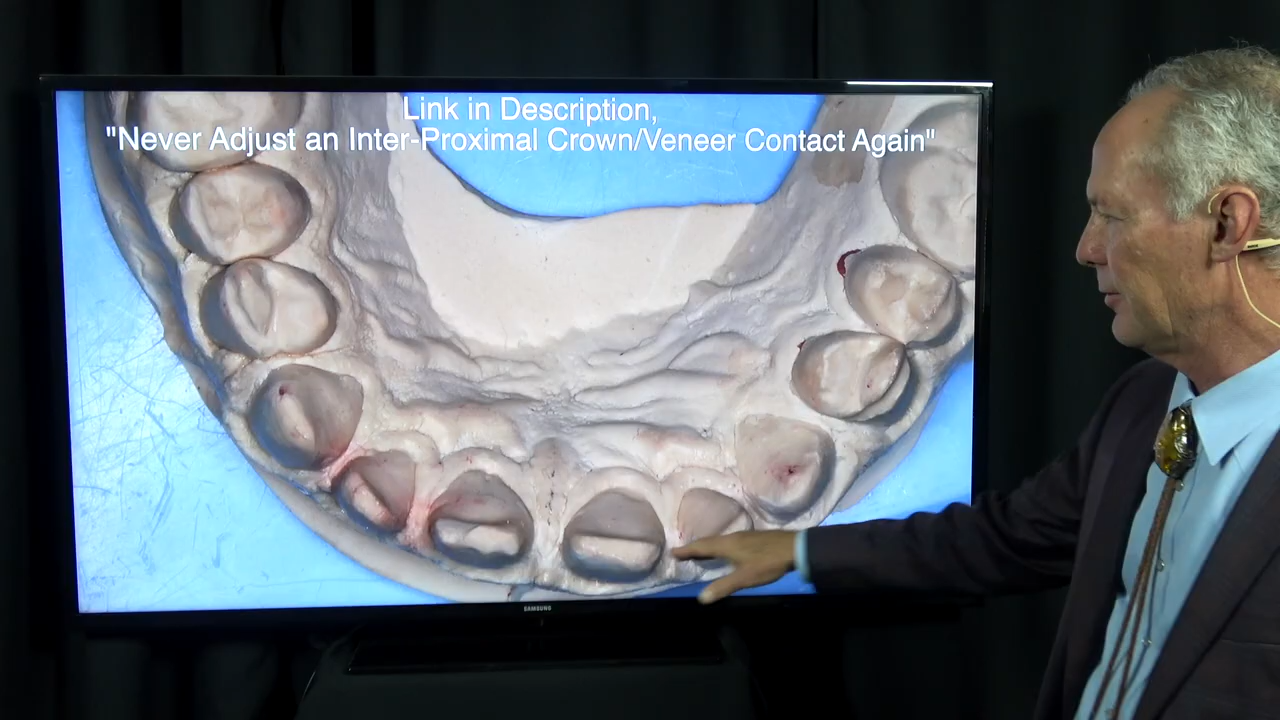 Link in Description,
"Never Adjust an Inter-Proximal Crown/Veneer Contact Again"
SAMSUNG